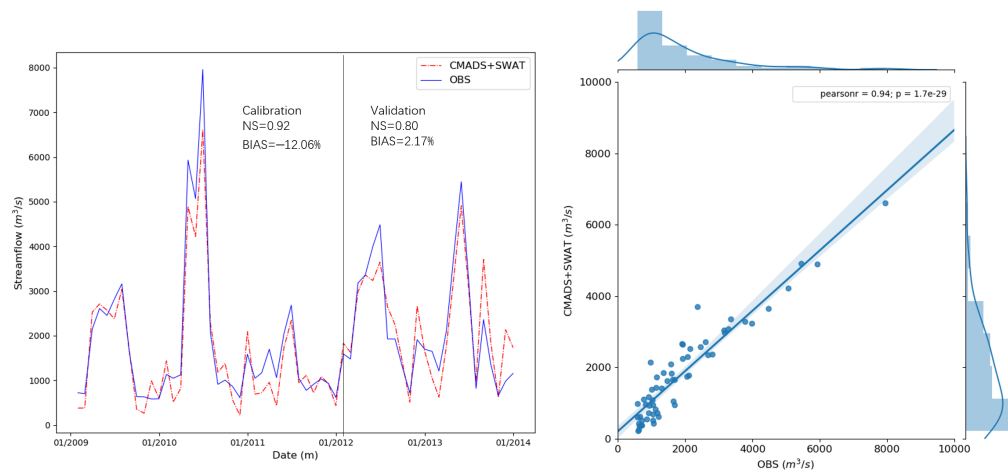 8000
7000
6000
5000
4000
3000
2000
1000
0
Streamflow (m³/s)
CMADS+SWAT
OBS
Calibration
NS=0.92
BIAS=−12.06%
Validation
NS=0.80
BIAS=2.17%
01/2009
01/2010
01/2011
01/2012
01/2013
01/2014
Date (m)
10000
8000
6000
4000
2000
0
CMADS+SWAT (m³/s)
pearsonr = 0.94; p = 1.7e-29
0
2000
4000
6000
8000
10000
OBS (m³/s)